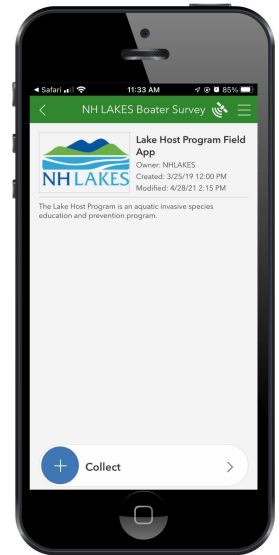 Safari
11:33 AM
85%
NH LAKES Boater Survey
NH LAKES
Lake Host Program Field
App
Owner: NHLAKES
Created: 3/25/19 12:00 PM
Modified: 4/28/21 2:15 PM
The Lake Host Program is an aquatic invasive species
education and prevention program.
Collect